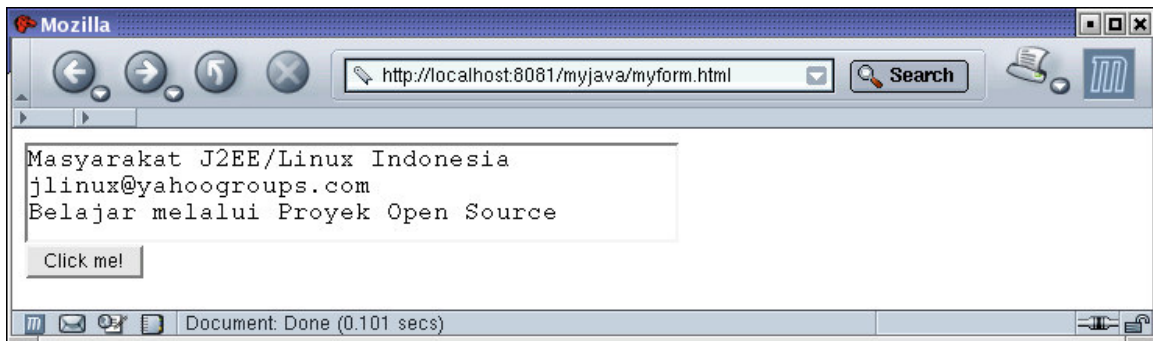 Mozilla
http://localhost:8081/myjava/myform.html
Search
Masyarakat J2EE/Linux Indonesia
jlinux@yahoogroups.com
Belajar melalui Proyek Open Source
Click me!
Document: Done (0.101 secs)